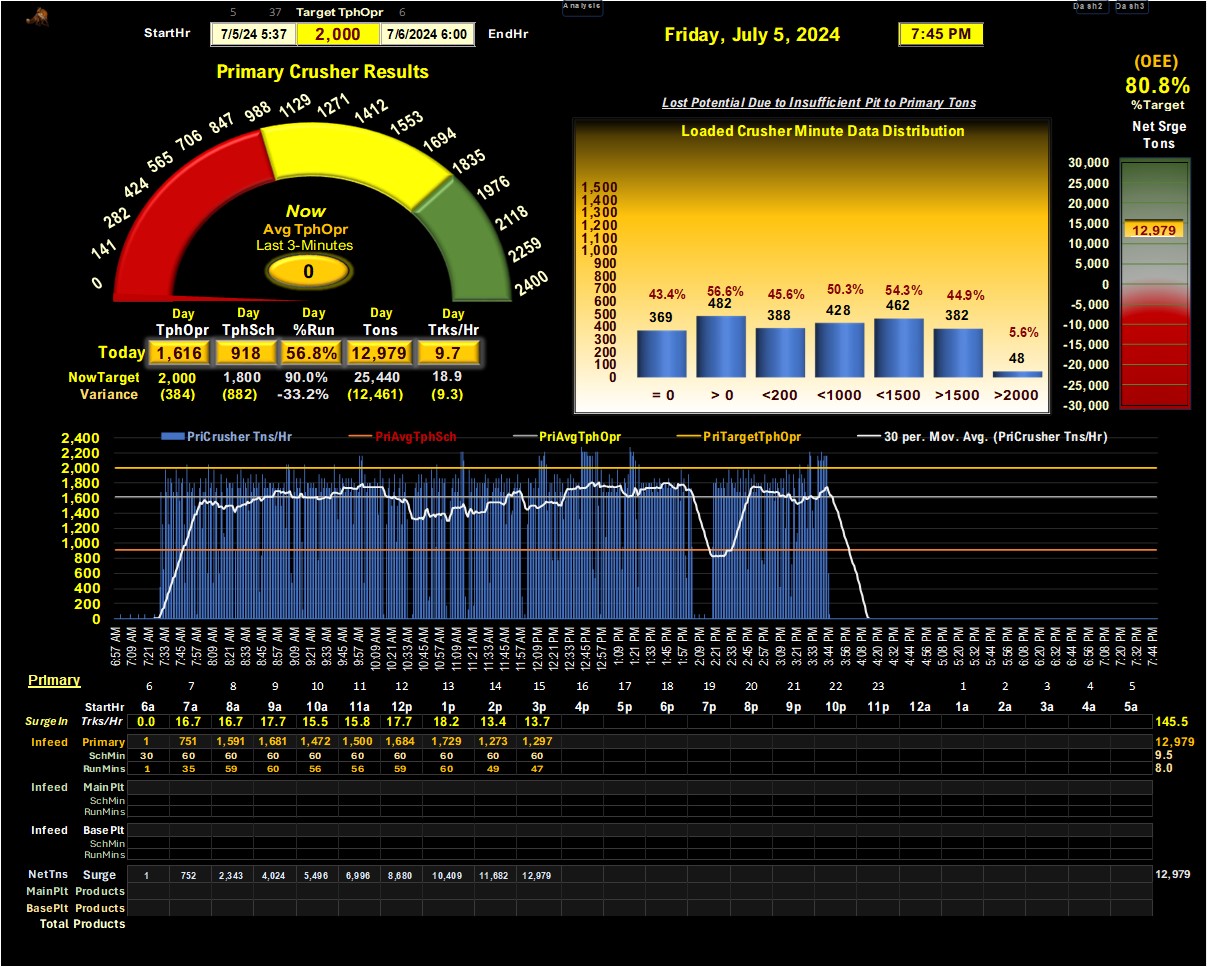 Analysis
Dash2 Dash3
5 37 Target TphOpr 6
StartHr 7/5/24 5:37 2,000 7/6/2024 6:00 EndHr
Friday, July 5, 2024 7:45 PM
Primary Crusher Results
0 141 282 424 565 706 847 988 1129 1271 1412 1553 1694 1835 1976 2118 2259 2400
Now
Avg TphOpr
Last 3-Minutes
0
Day Day Day Day Day
TphOpr TphSch %Run Tons Trks/Hr
Today 1,616 918 56.8% 12,979 9.7
NowTarget 2,000 1,800 90.0% 25,440 18.9
Variance (384) (882) -33.2% (12,461) (9.3)
Lost Potential Due to Insufficient Pit to Primary Tons
Loaded Crusher Minute Data Distribution
1,500
1,400
1,300
1,200
1,100
1,000
900
800
700
600
500
400
300
200
100
0
43.4% 56.6% 45.6% 50.3% 54.3% 44.9% 5.6%
369 482 388 428 462 382 48
= 0 > 0 <200 <1000 <1500 >1500 >2000
(OEE)
80.8%
%Target
Net Srge
Tons
30,000
25,000
20,000
15,000
12,979
10,000
5,000
0
-5,000
-10,000
-15,000
-20,000
-25,000
-30,000
PriCrusher Tns/Hr PriAvgTphSch PriAvgTphOpr PriTargetTphOpr 30 per. Mov. Avg. (PriCrusher Tns/Hr)
2,400
2,200
2,000
1,800
1,600
1,400
1,200
1,000
800
600
400
200
0
6:57 AM 7:09 AM 7:21 AM 7:33 AM 7:45 AM 7:57 AM 8:09 AM 8:21 AM 8:33 AM 8:45 AM 8:57 AM 9:09 AM 9:21 AM 9:33 AM 9:45 AM 9:57 AM 10:09 AM 10:21 AM 10:33 AM 10:45 AM 10:57 AM 11:09 AM 11:21 AM 11:33 AM 11:45 AM 11:57 AM 12:09 PM 12:21 PM 12:33 PM 12:45 PM 12:57 PM 1:09 PM 1:21 PM 1:33 PM 1:45 PM 1:57 PM 2:09 PM 2:21 PM 2:33 PM 2:45 PM 2:57 PM 3:08 PM 3:20 PM 3:32 PM 3:44 PM 3:56 PM 4:08 PM 4:20 PM 4:32 PM 4:44 PM 4:56 PM 5:08 PM 5:20 PM 5:32 PM 5:44 PM 5:56 PM 6:08 PM 6:20 PM 6:32 PM 6:44 PM 6:56 PM 7:08 PM 7:20 PM 7:32 PM 7:44 PM
Primary 6 7 8 9 10 11 12 13 14 15 16 17 18 19 20 21 22 23 1 2 3 4 5
StartHr 6a 7a 8a 9a 10a 11a 12p 1p 2p 3p 4p 5p 6p 7p 8p 9p 10p 11p 12a 1a 2a 3a 4a 5a
SurgeIn Trks/Hr 0.0 16.7 16.7 17.7 15.5 15.8 17.7 18.2 13.4 13.7 145.5
Infeed Primary 1 751 1,591 1,681 1,472 1,500 1,684 1,729 1,273 1,297 12,979
SchMin 30 60 60 60 60 60 60 60 60 60 9.5
RunMins 1 35 59 60 56 56 59 60 49 47 8.0
Infeed Main Plt
SchMin
RunMins
Infeed Base Plt
SchMin
RunMins
NetTns Surge 1 752 2,343 4,024 5,496 6,996 8,680 10,409 11,682 12,979 12,979
MainPlt Products
BasePlt Products
Total Products